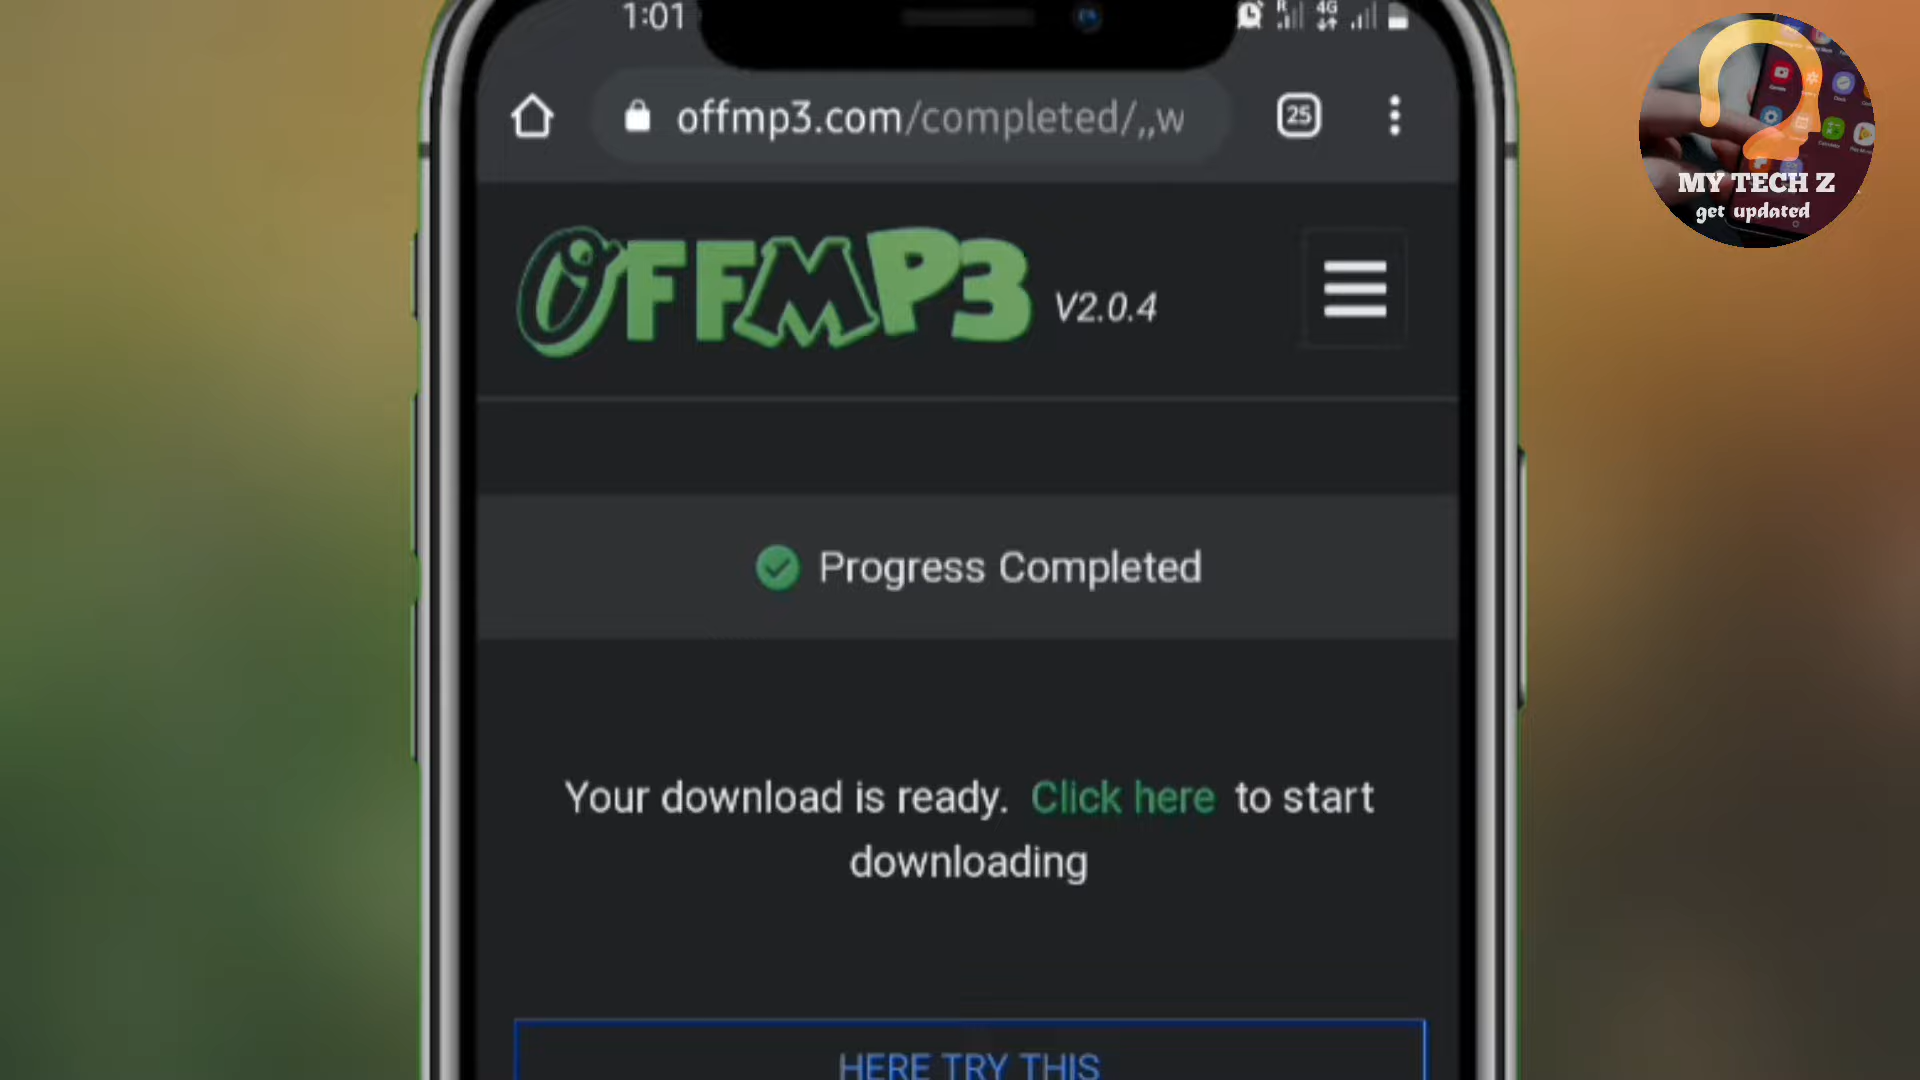 1:01
R 4G
offmp3.com/completed/,,w
25
OFFMP3 V2.0.4
Progress Completed
Your download is ready. Click here to start
downloading
HERE TRY THIS
MY TECH Z
get updated